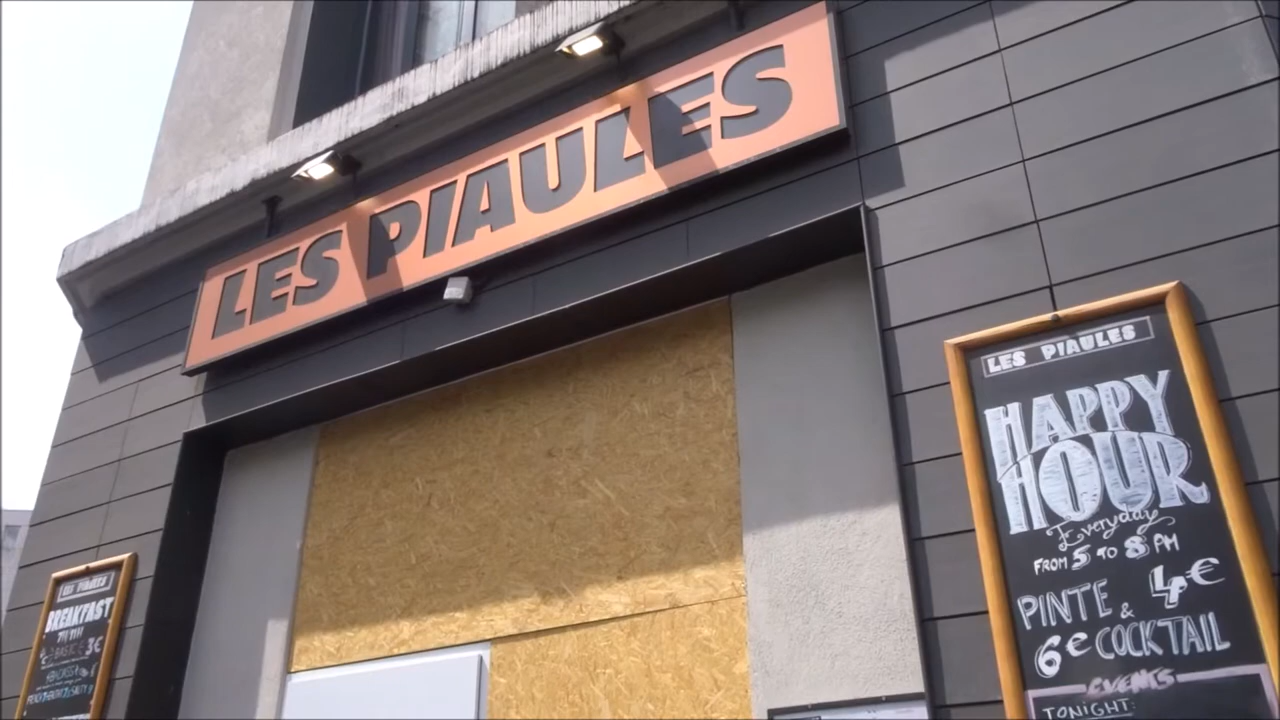 LES PIAULES
LES PIAULES
HAPPY
HOUR
Everyday
FROM 5 TO 8 PM
PINTE 4€
& 6€ COCKTAIL
EVENTS
TONIGHT:
LES PIAULES
BREAKFAST
BASIC 3€